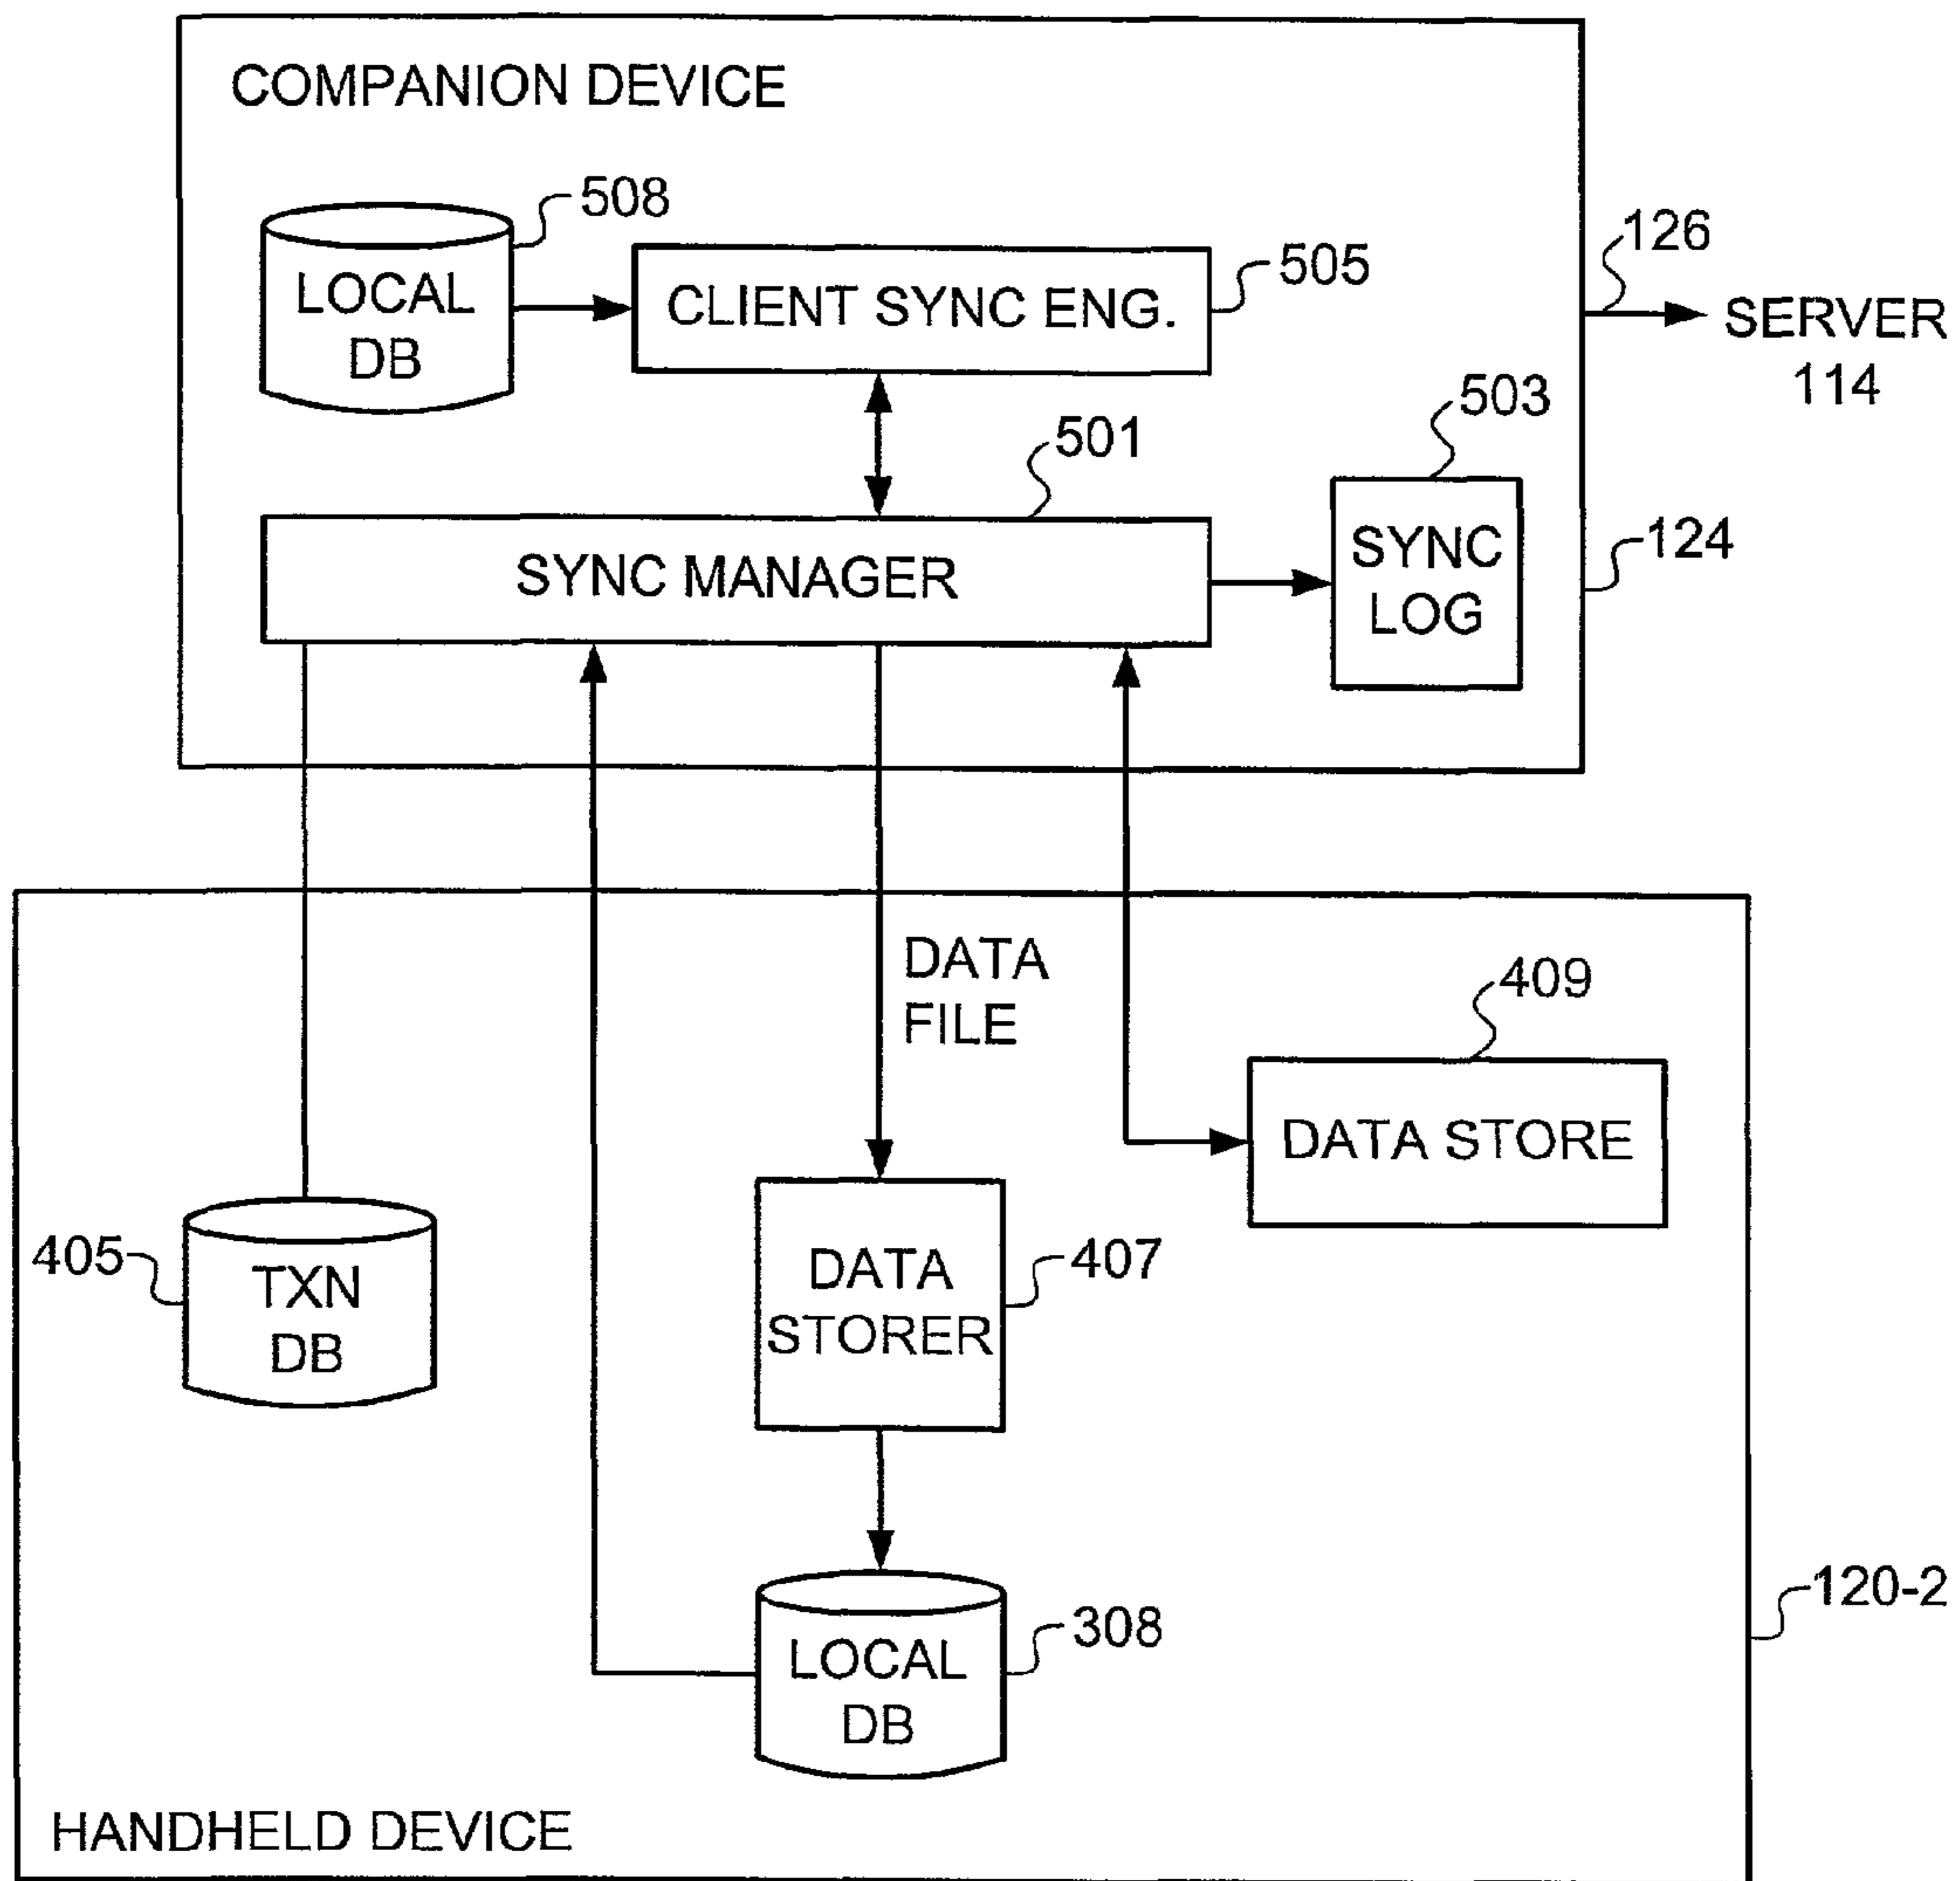 COMPANION DEVICE
508
LOCAL
DB
CLIENT SYNC ENG.
505
126
SERVER
114
503
501
SYNC MANAGER
SYNC
LOG
124
DATA
FILE
409
DATA STORE
405
TXN
DB
DATA
STORER
407
120-2
308
LOCAL
DB
HANDHELD DEVICE